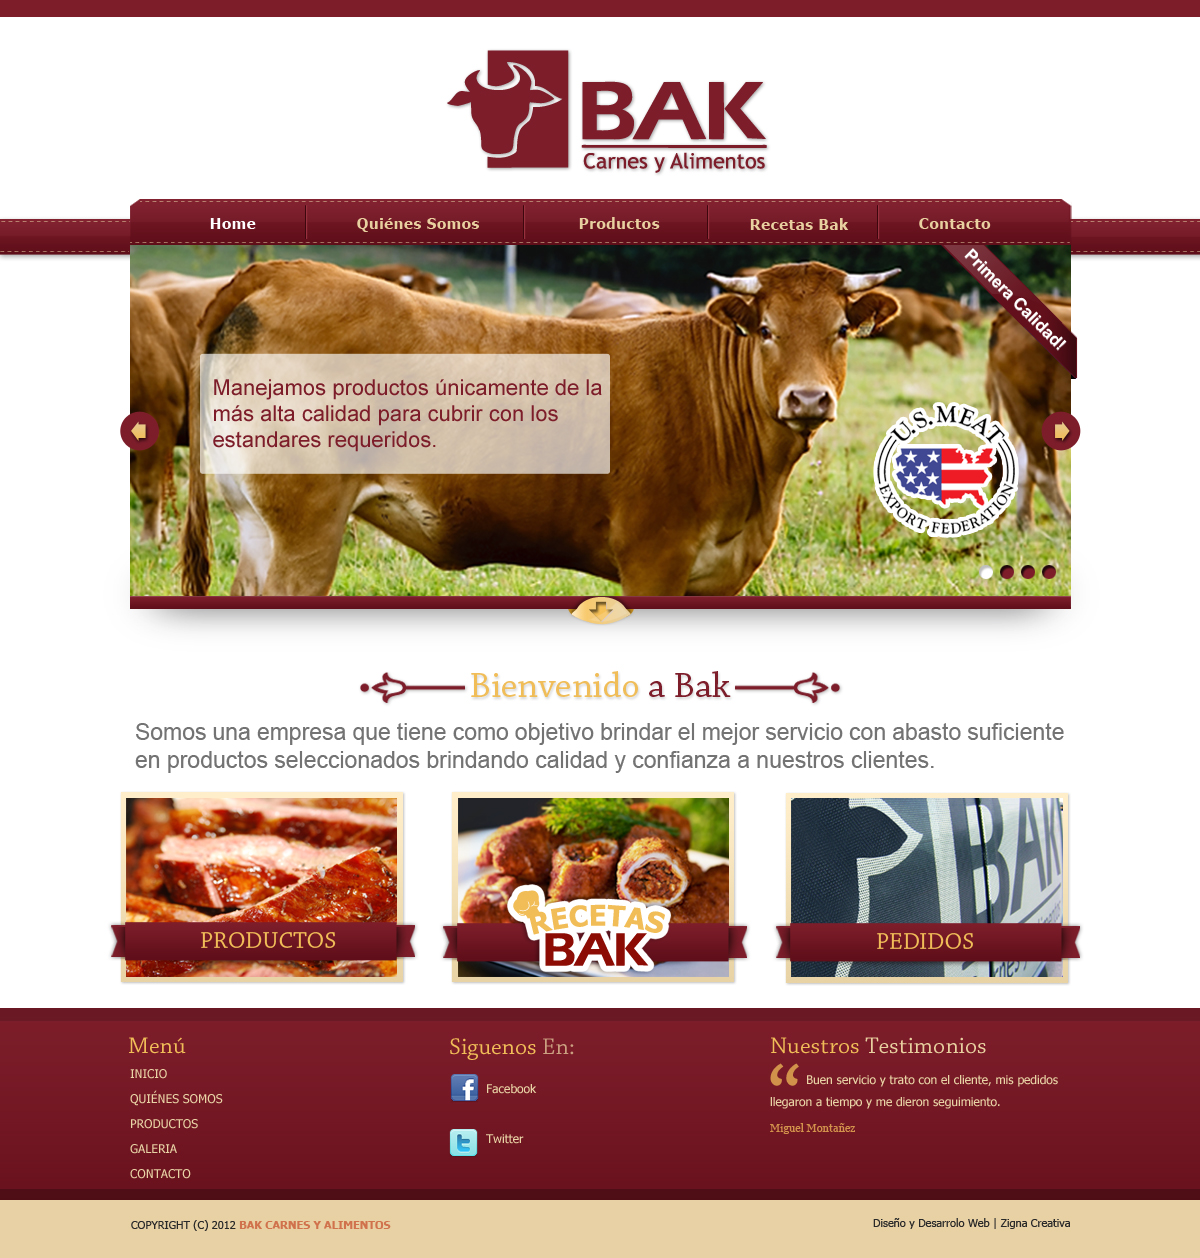 BAK
Carnes y Alimentos
Home
Quiénes Somos
Productos
Recetas Bak
Contacto
Primera Calidad!
Manejamos productos únicamente de la
más alta calidad para cubrir con los
estandares requeridos.
U.S. MEAT
EXPORT FEDERATION
Bienvenido a Bak
Somos una empresa que tiene como objetivo brindar el mejor servicio con abasto suficiente
en productos seleccionados brindando calidad y confianza a nuestros clientes.
PRODUCTOS
RECETAS
BAK
BAK
PEDIDOS
Menú
INICIO
QUIÉNES SOMOS
PRODUCTOS
GALERIA
CONTACTO
Siguenos En:
Facebook
Twitter
Nuestros Testimonios
“ Buen servicio y trato con el cliente, mis pedidos
llegaron a tiempo y me dieron seguimiento.
Miguel Montañez
COPYRIGHT (C) 2012 BAK CARNES Y ALIMENTOS
Diseño y Desarrolo Web | Zigna Creativa